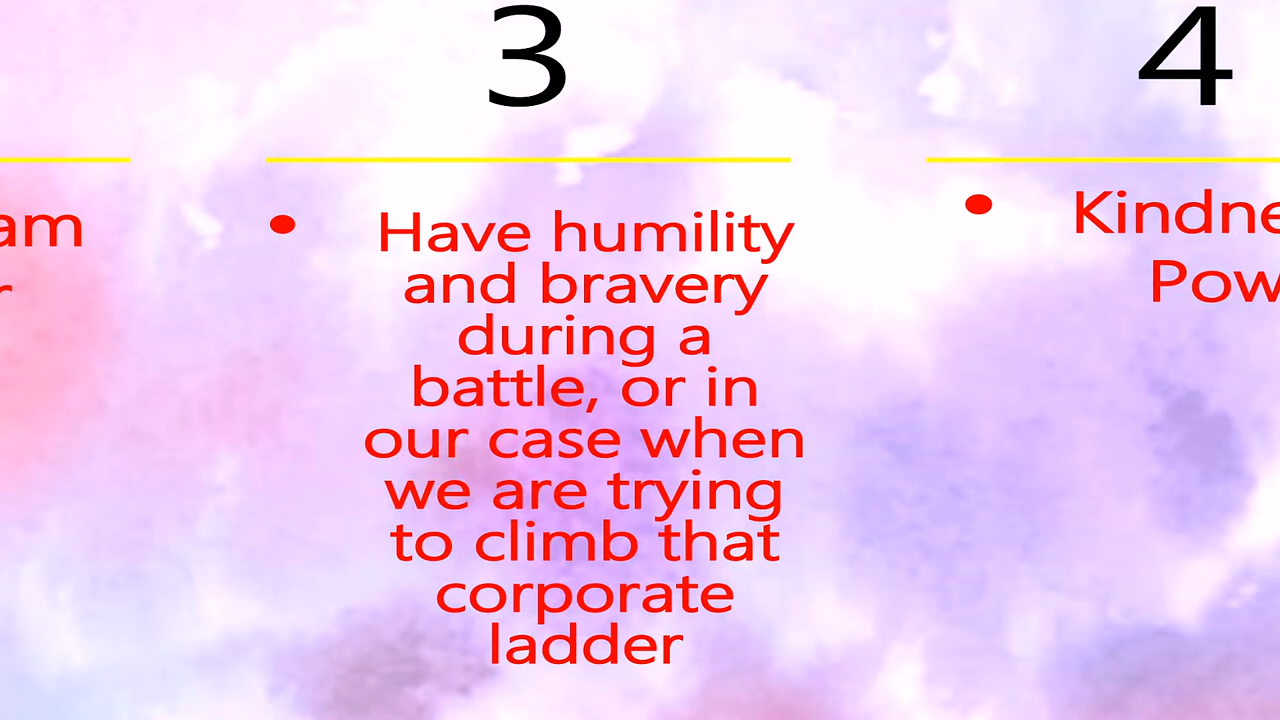 3
• Have humility
and bravery
during a
battle, or in
our case when
we are trying
to climb that
corporate
ladder
4
•